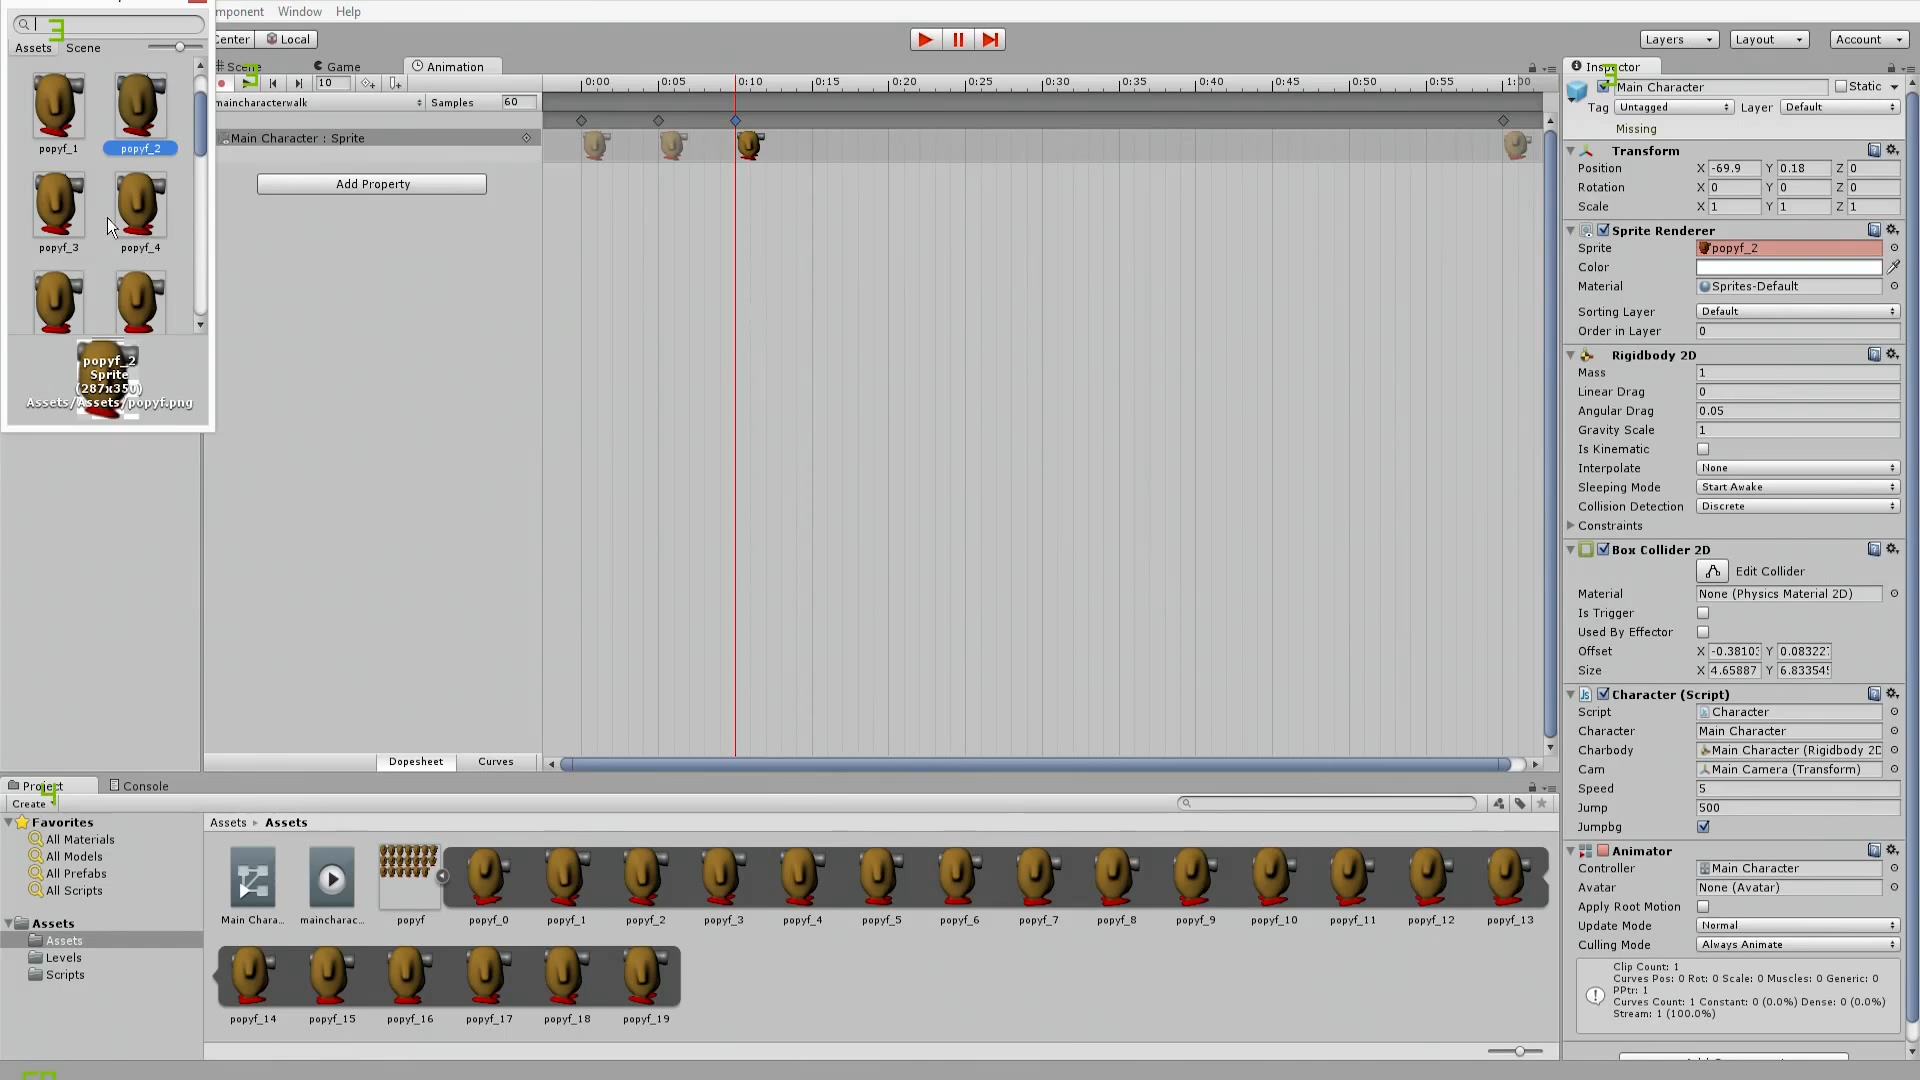 mponent Window Help
Center Local
Layers Layout Account
Assets Scene
popyf_1 popyf_2
popyf_3 popyf_4
popyf_2
Sprite
(287x350)
Assets/Assets/popyf.png
Scene Game Animation
10
maincharacterwalk Samples 60
0:00 0:05 0:10 0:15 0:20 0:25 0:30 0:35 0:40 0:45 0:50 0:55 1:00
Main Character : Sprite
Add Property
Dopesheet Curves
Inspector
Main Character Static
Tag Untagged Layer Default
Missing
Transform
Position X -69.9 Y 0.18 Z 0
Rotation X 0 Y 0 Z 0
Scale X 1 Y 1 Z 1
Sprite Renderer
Sprite popyf_2
Color
Material Sprites-Default
Sorting Layer Default
Order in Layer 0
Rigidbody 2D
Mass 1
Linear Drag 0
Angular Drag 0.05
Gravity Scale 1
Is Kinematic
Interpolate None
Sleeping Mode Start Awake
Collision Detection Discrete
Constraints
Box Collider 2D
Edit Collider
Material None (Physics Material 2D)
Is Trigger
Used By Effector
Offset X -0.3810 Y 0.08322
Size X 4.65887 Y 6.83354
Character (Script)
Script Character
Character Main Character
Charbody Main Character (Rigidbody 2D
Cam Main Camera (Transform)
Speed 5
Jump 500
Jumpbg
Animator
Controller Main Character
Avatar None (Avatar)
Apply Root Motion
Update Mode Normal
Culling Mode Always Animate
Clip Count: 1
Curves Pos: 0 Rot: 0 Scale: 0 Muscles: 0 Generic: 0
PPtr: 1
Curves Count: 1 Constant: 0 (0.0%) Dense: 0 (0.0%)
Stream: 1 (100.0%)
Project Console
Create
Favorites
All Materials
All Models
All Prefabs
All Scripts
Assets
Assets
Levels
Scripts
Assets Assets
Main Chara... maincharac... popyf popyf_0 popyf_1 popyf_2 popyf_3 popyf_4 popyf_5 popyf_6 popyf_7 popyf_8 popyf_9 popyf_10 popyf_11 popyf_12 popyf_13
popyf_14 popyf_15 popyf_16 popyf_17 popyf_18 popyf_19
3
3
3
4